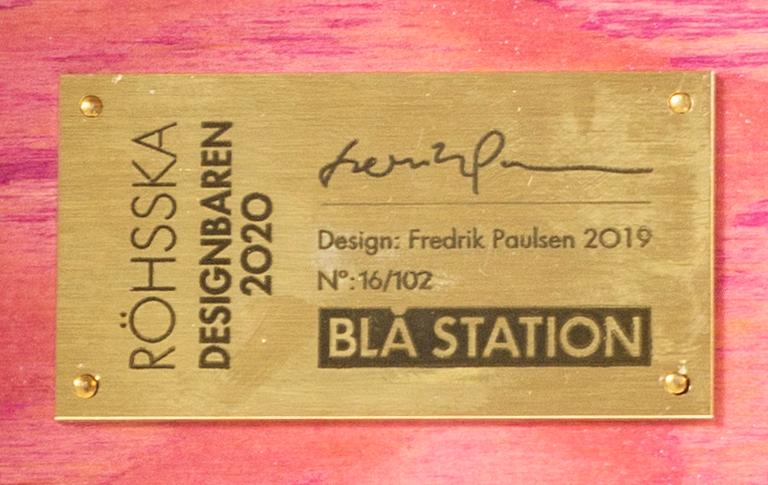 RÖHSSKA
DESIGNBAREN
2020
Design: Fredrik Paulsen 2019
Nº:16/102
BLÅ STATION